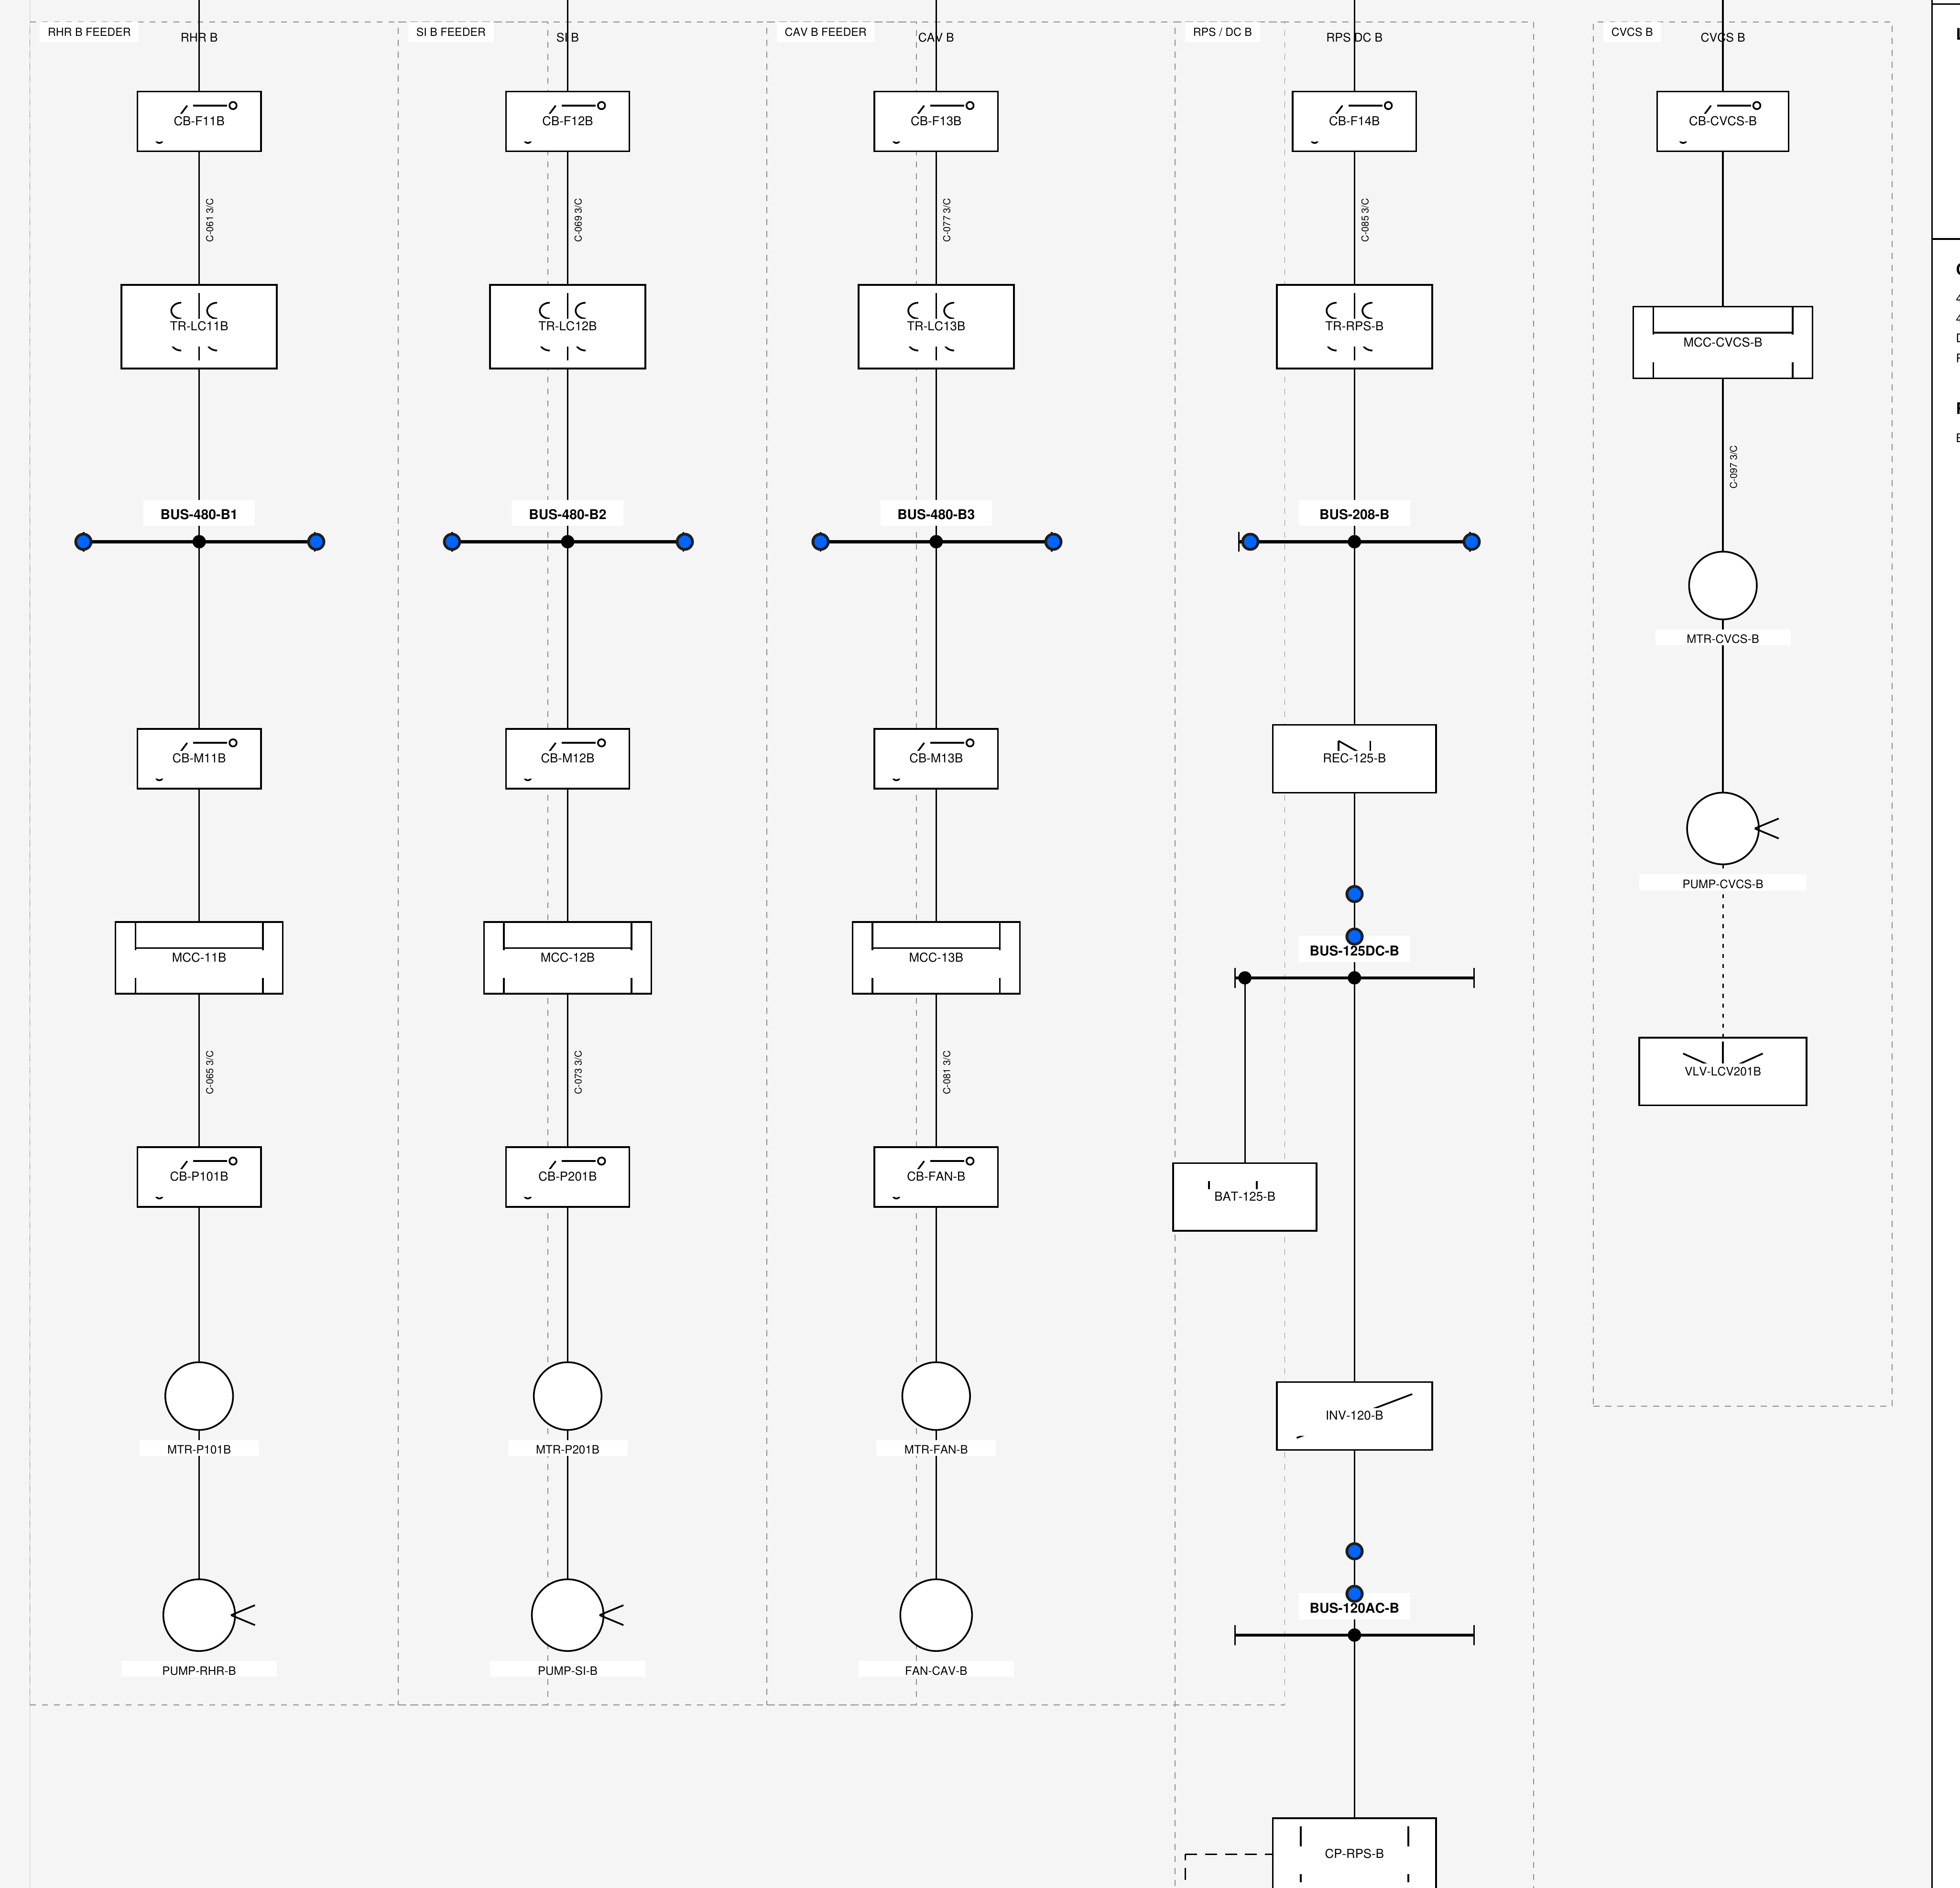 RHR B FEEDER
RHR B
SI B FEEDER
SI B
CAV B FEEDER
CAV B
RPS / DC B
RPS DC B
CVCS B
CVCS B
CB-F11B
CB-F12B
CB-F13B
CB-F14B
CB-CVCS-B
C-061 3/C
C-069 3/C
C-077 3/C
C-085 3/C
TR-LC11B
TR-LC12B
TR-LC13B
TR-RPS-B
MCC-CVCS-B
C-097 3/C
BUS-480-B1
BUS-480-B2
BUS-480-B3
BUS-208-B
MTR-CVCS-B
CB-M11B
CB-M12B
CB-M13B
REC-125-B
PUMP-CVCS-B
MCC-11B
MCC-12B
MCC-13B
BUS-125DC-B
C-065 3/C
C-073 3/C
C-081 3/C
VLV-LCV201B
CB-P101B
CB-P201B
CB-FAN-B
BAT-125-B
INV-120-B
MTR-P101B
MTR-P201B
MTR-FAN-B
BUS-120AC-B
PUMP-RHR-B
PUMP-SI-B
FAN-CAV-B
CP-RPS-B